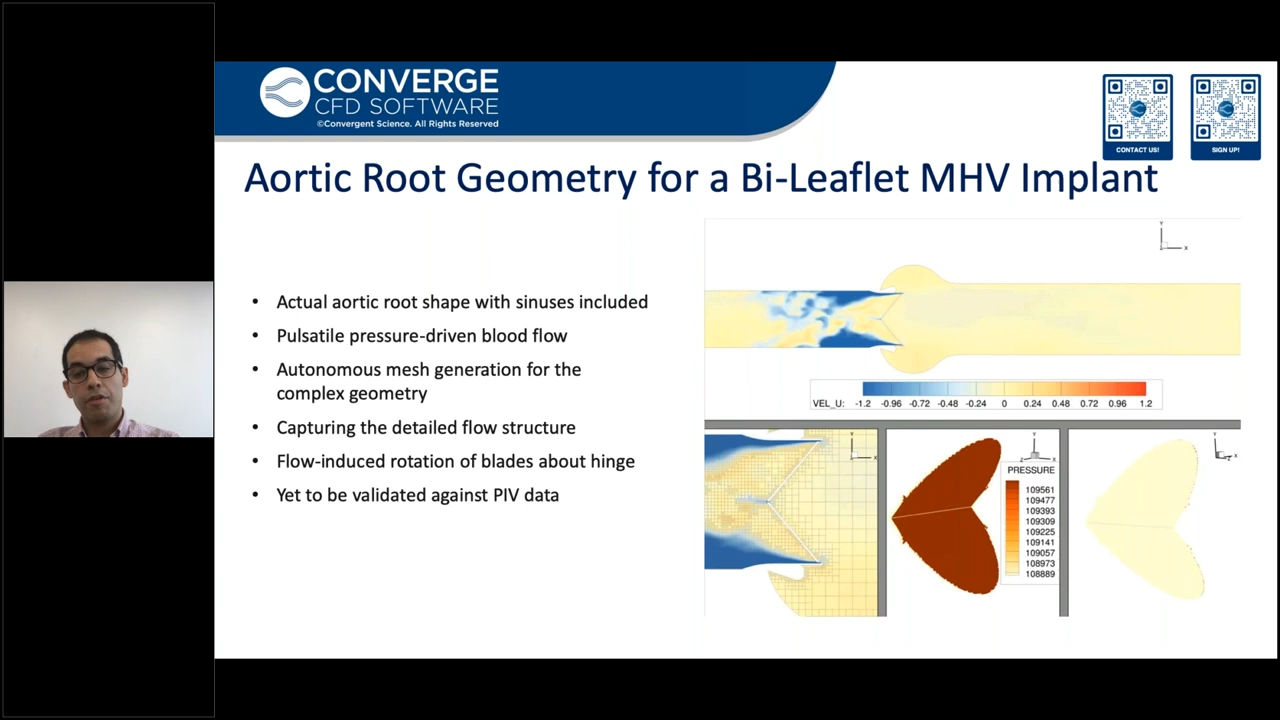 CONVERGE
CFD SOFTWARE
©Convergent Science. All Rights Reserved
CONTACT US!
SIGN UP!
Aortic Root Geometry for a Bi-Leaflet MHV Implant
• Actual aortic root shape with sinuses included
• Pulsatile pressure-driven blood flow
• Autonomous mesh generation for the
complex geometry
• Capturing the detailed flow structure
• Flow-induced rotation of blades about hinge
• Yet to be validated against PIV data
Y
X
VEL_U: -1.2 -0.96 -0.72 -0.48 -0.24 0 0.24 0.48 0.72 0.96 1.2
Y
X
Y
Z
X
PRESSURE
109561
109477
109393
109309
109225
109141
109057
108973
108889
Y
X